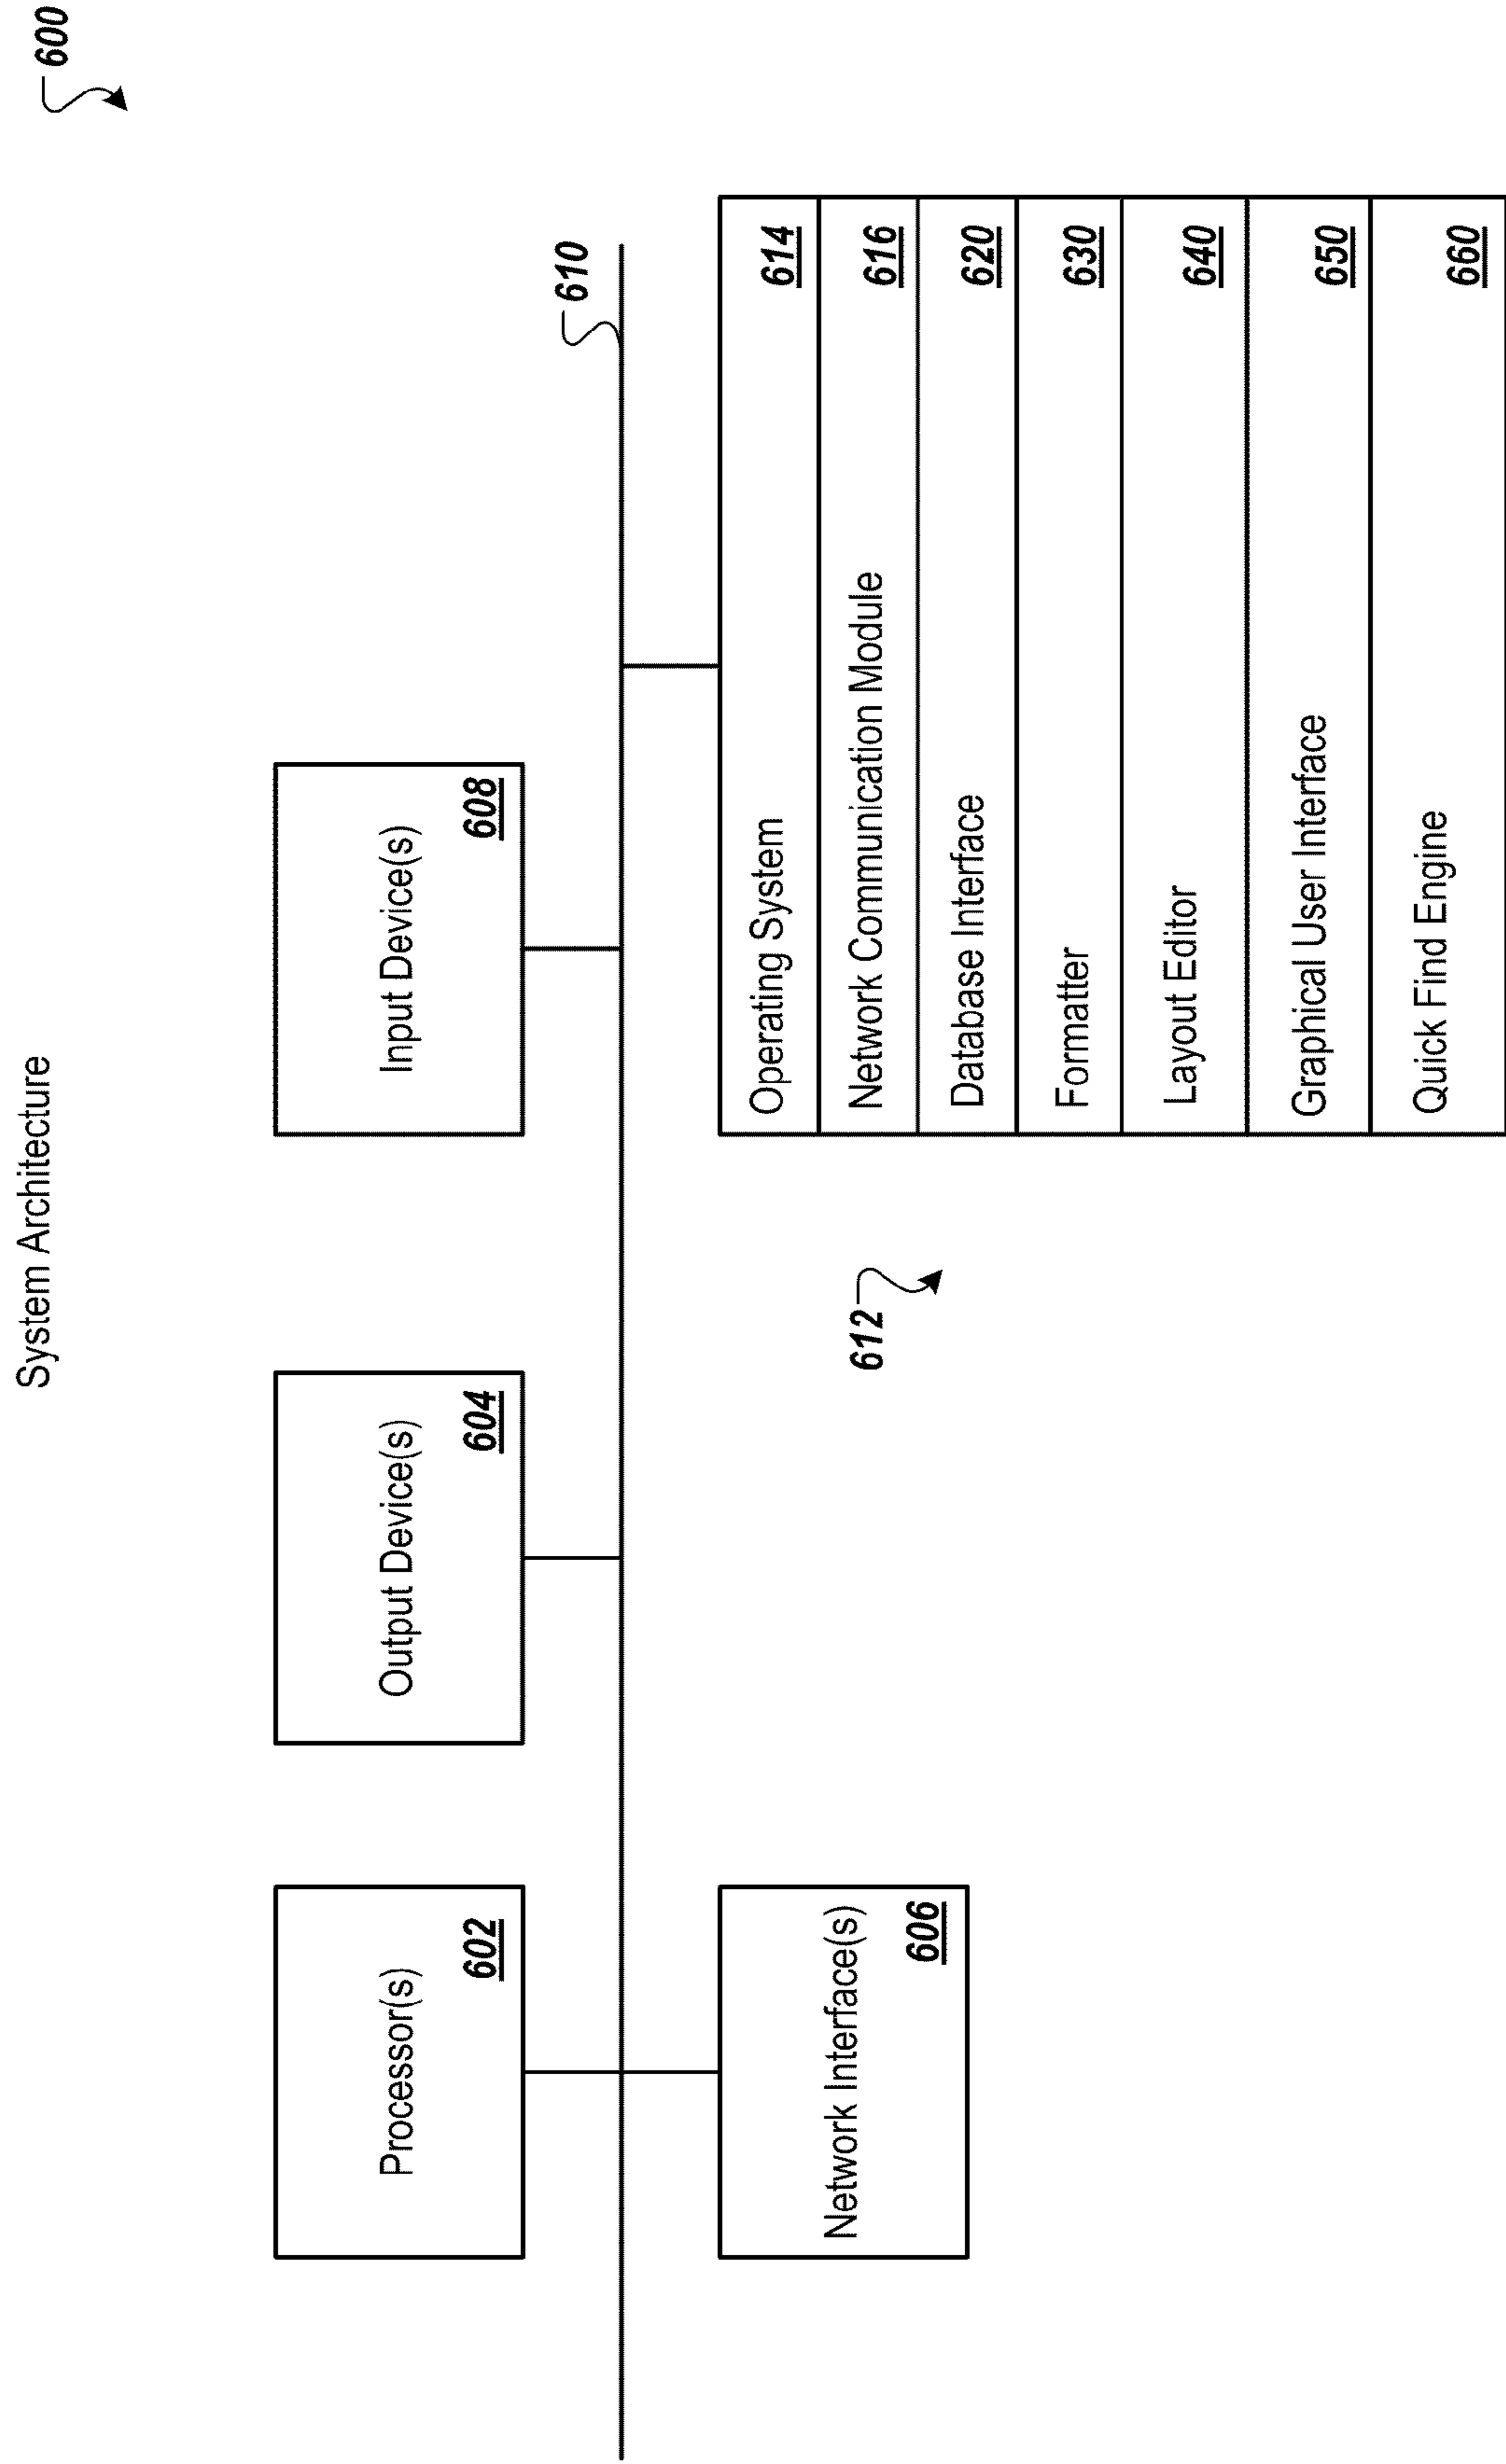 System Architecture
600
Processor(s)
602
Output Device(s)
604
Input Device(s)
608
610
Network Interface(s)
606
612
Operating System 614
Network Communication Module 616
Database Interface 620
Formatter 630
Layout Editor 640
Graphical User Interface 650
Quick Find Engine 660